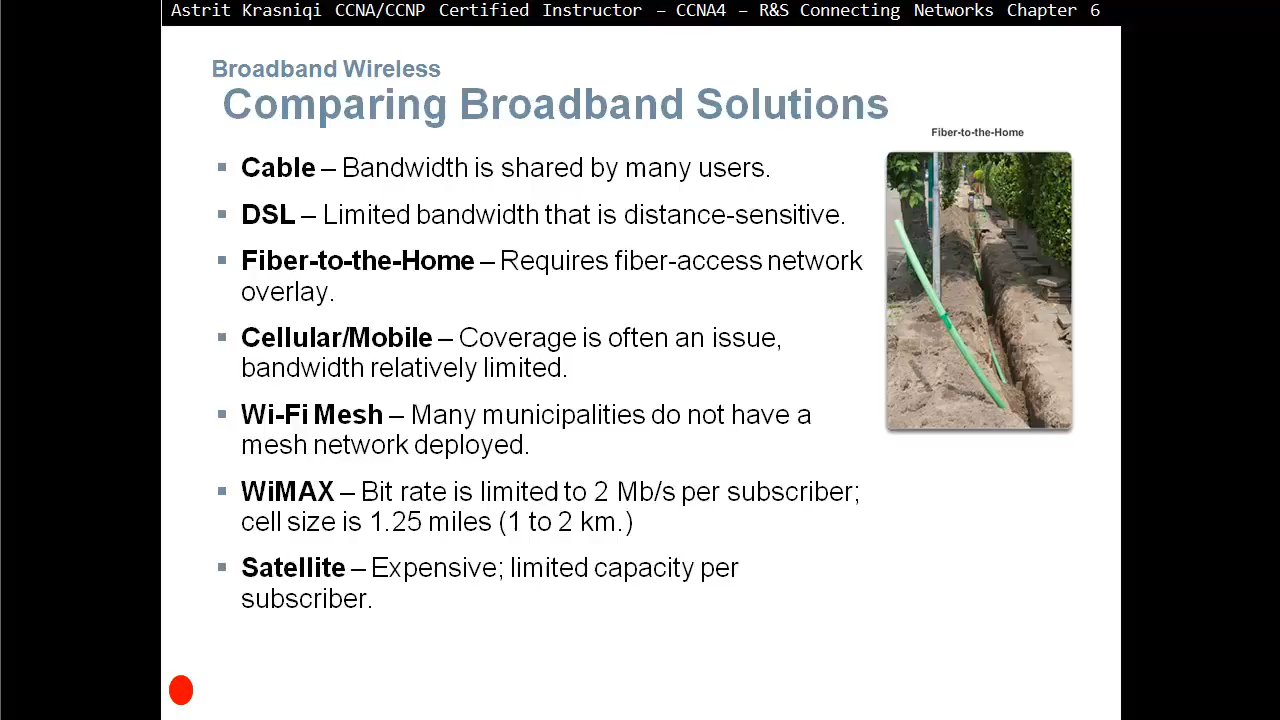 Astrit Krasniqi CCNA/CCNP Certified Instructor – CCNA4 – R&S Connecting Networks Chapter 6
Broadband Wireless
Comparing Broadband Solutions
Fiber-to-the-Home
▪ Cable – Bandwidth is shared by many users.
▪ DSL – Limited bandwidth that is distance-sensitive.
▪ Fiber-to-the-Home – Requires fiber-access network
overlay.
▪ Cellular/Mobile – Coverage is often an issue,
bandwidth relatively limited.
▪ Wi-Fi Mesh – Many municipalities do not have a
mesh network deployed.
▪ WiMAX – Bit rate is limited to 2 Mb/s per subscriber;
cell size is 1.25 miles (1 to 2 km.)
▪ Satellite – Expensive; limited capacity per
subscriber.